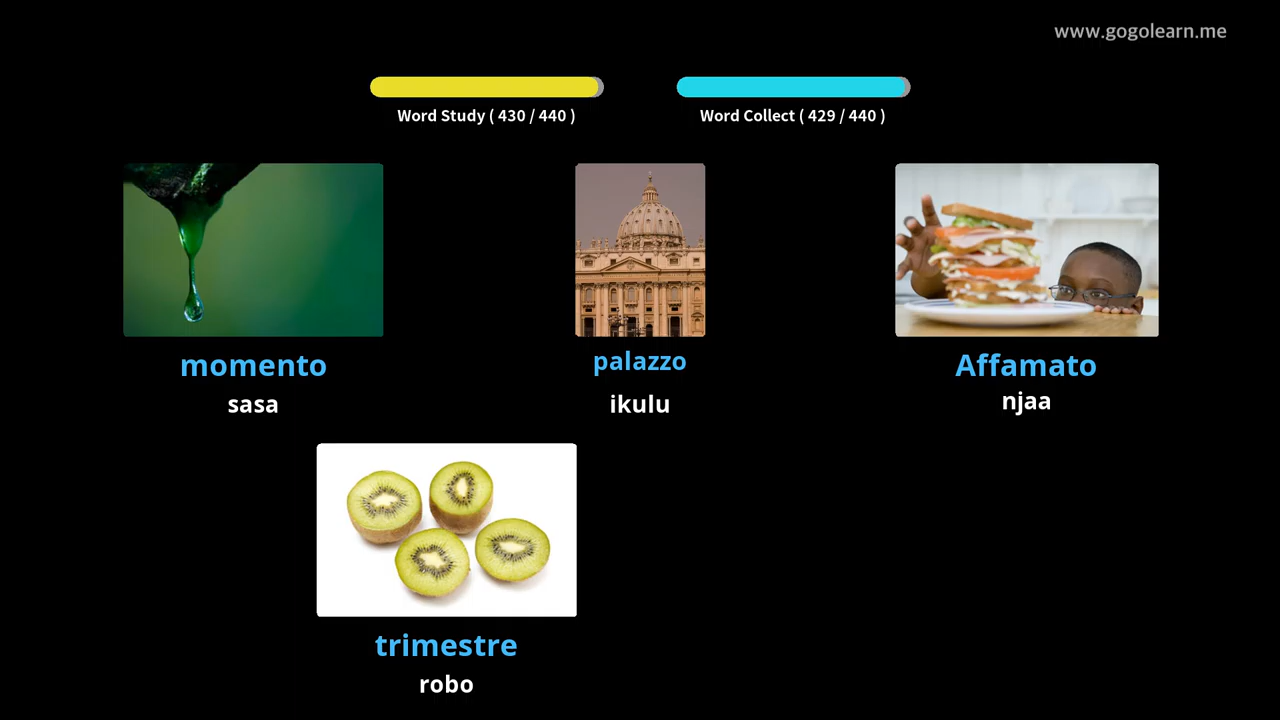 www.gogolearn.me
Word Study ( 430 / 440 )
Word Collect ( 429 / 440 )
momento
sasa
palazzo
ikulu
Affamato
njaa
trimestre
robo